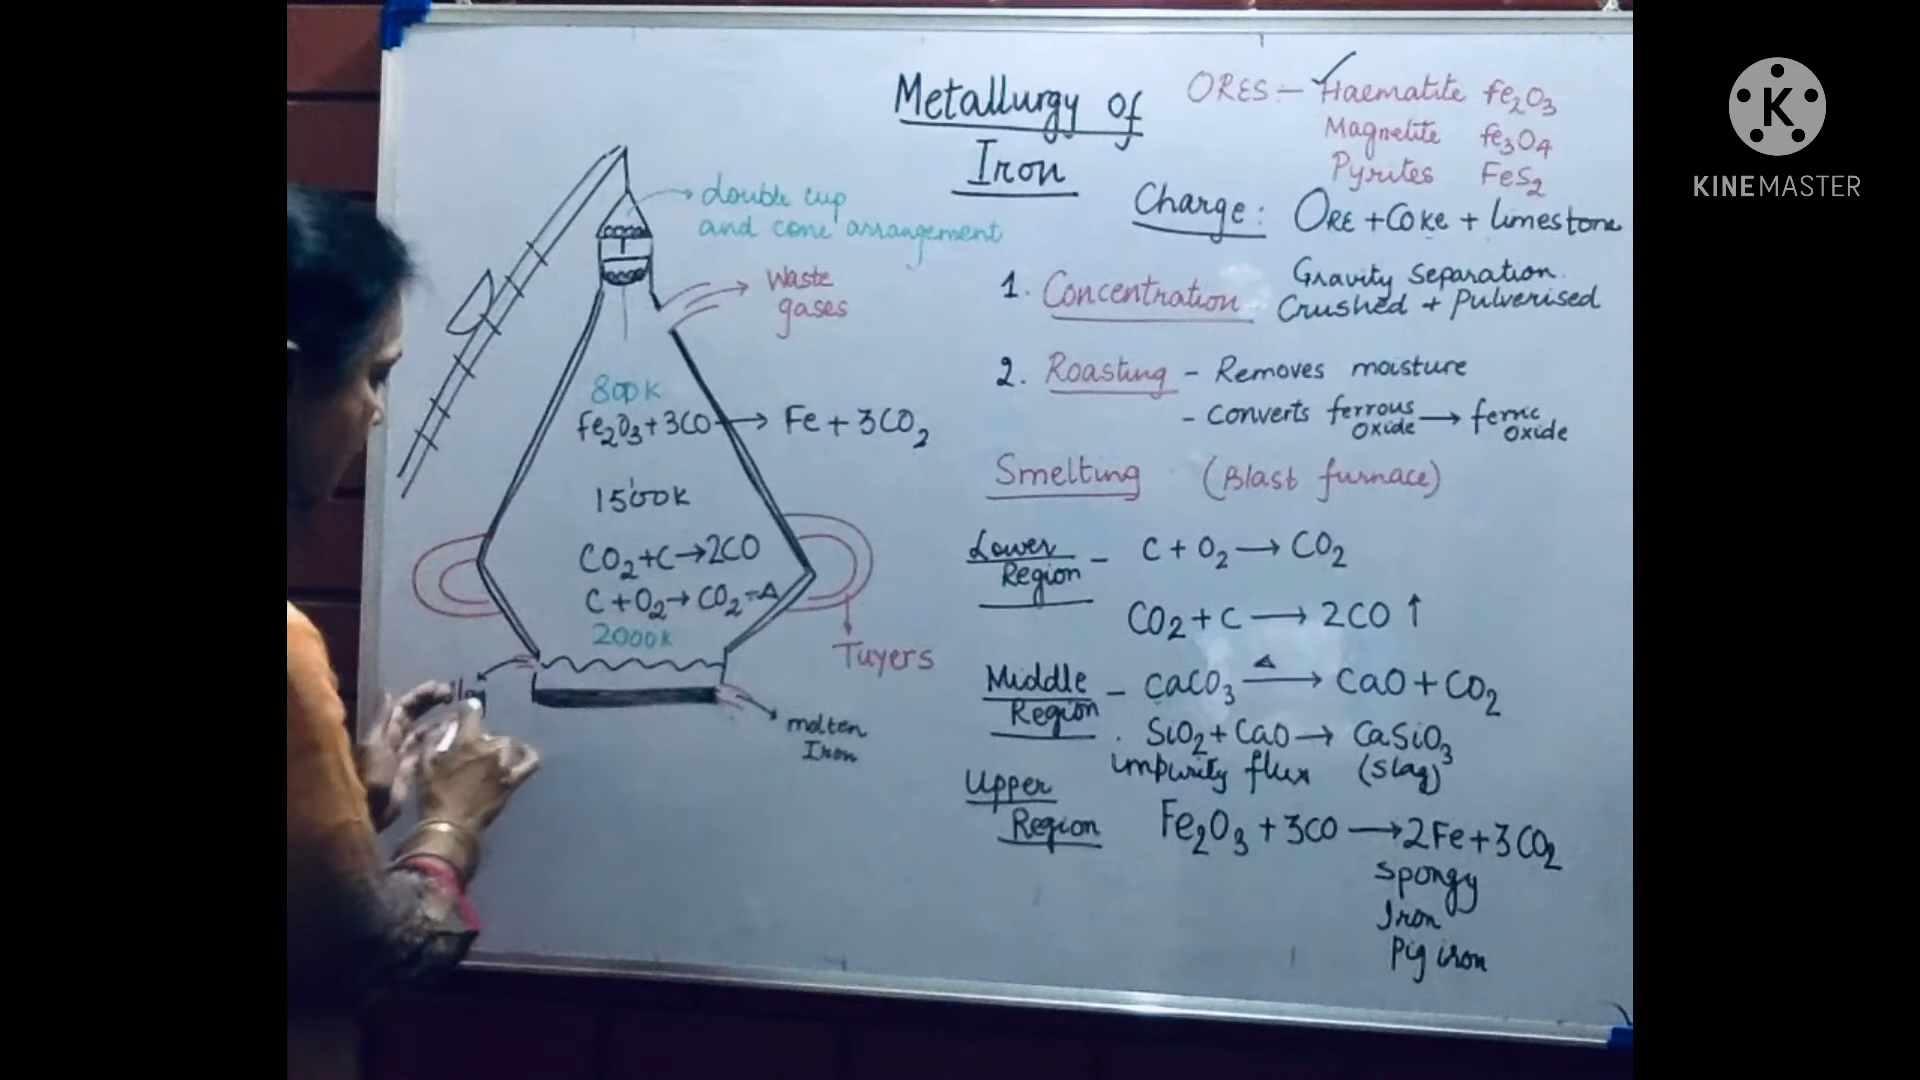 Metallurgy of
Iron
ORES:- Haematite Fe2O3
Magnetite Fe3O4
Pyrites FeS2
Charge: ORE + Coke + limestone
double cup
and cone arrangement
Waste
gases
800K
Fe2O3 + 3CO → Fe + 3CO2
1500K
CO2 + C → 2CO
C + O2 → CO2 = Δ
2000K
Tuyers
slag
molten
Iron
1. Concentration Gravity Separation
Crushed + Pulverised
2. Roasting - Removes moisture
- Converts ferrous oxide → ferric oxide
Smelting (Blast furnace)
Lower Region - C + O2 → CO2
CO2 + C → 2CO ↑
Middle Region - CaCO3 Δ→ CaO + CO2
SiO2 + CaO → CaSiO3
impurity flux (slag)
Upper Region Fe2O3 + 3CO → 2Fe + 3CO2
Spongy
Iron
Pig iron
K
KINEMASTER